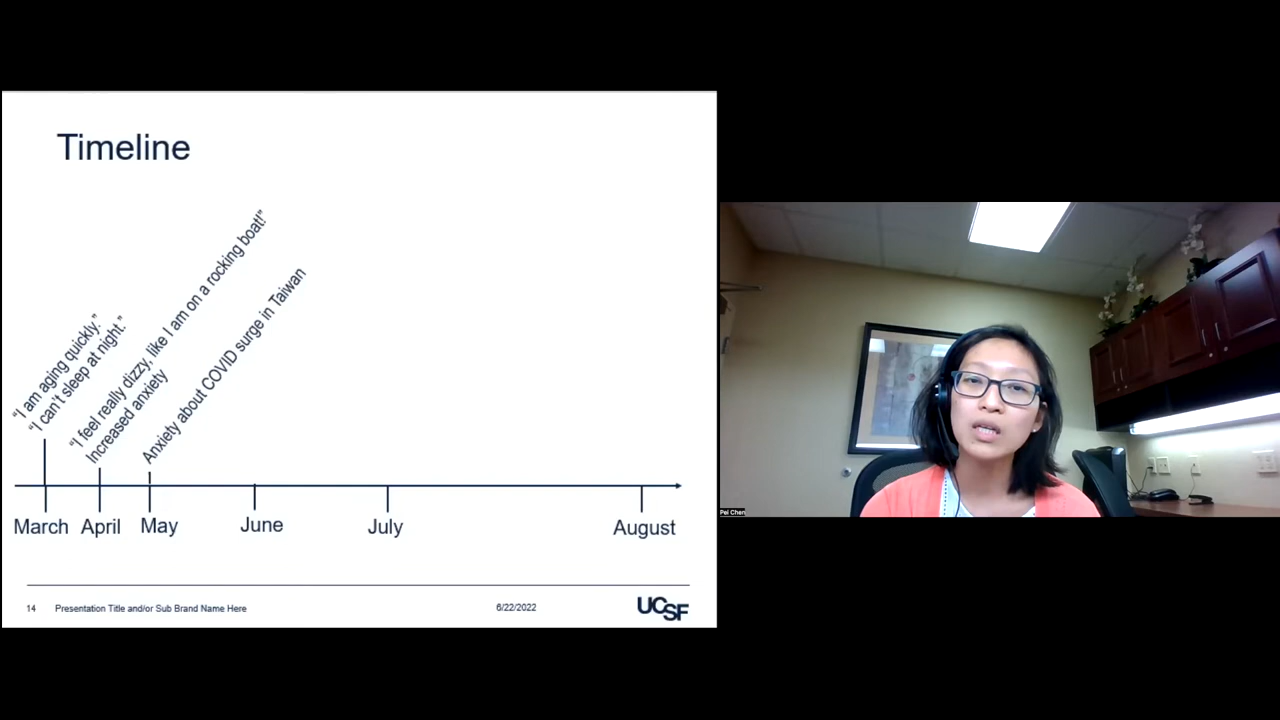 Timeline
“I am aging quickly.”
“I can’t sleep at night.”
“I feel really dizzy, like I am on a rocking boat!”
Increased anxiety
Anxiety about COVID surge in Taiwan
March
April
May
June
July
August
14
Presentation Title and/or Sub Brand Name Here
6/22/2022
UCSF
Pei Chen